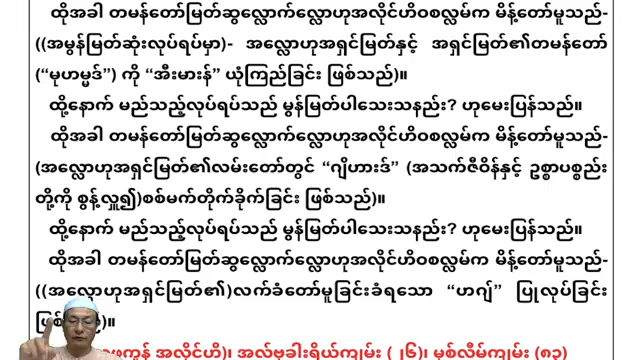 ထိုအခါ တမန်တော်မြတ်ဆွလ္လောက်လ္လောဟုအလိုင်ဟိဝစလ္လမ်က မိန့်တော်မူသည်-
((အမွန်မြတ်ဆုံးလုပ်ရပ်မှာ)- အလ္လောဟုအရှင်မြတ်နှင့် အရှင်မြတ်၏တမန်တော်
(“မုဟမ္မဒ်”) ကို “အီးမားန်” ယုံကြည်ခြင်း ဖြစ်သည်)။
ထို့နောက် မည်သည့်လုပ်ရပ်သည် မွန်မြတ်ပါသေးသနည်း? ဟုမေးပြန်သည်။
ထိုအခါ တမန်တော်မြတ်ဆွလ္လောက်လ္လောဟုအလိုင်ဟိဝစလ္လမ်က မိန့်တော်မူသည်-
(အလ္လောဟုအရှင်မြတ်၏လမ်းတော်တွင် “ဂျိဟားဒ်” (အသက်ဇီဝိန်နှင့် ဥစ္စာပစ္စည်း
တို့ကို စွန့်လှူ၍)စစ်မက်တိုက်ခိုက်ခြင်း ဖြစ်သည်)။
ထို့နောက် မည်သည့်လုပ်ရပ်သည် မွန်မြတ်ပါသေးသနည်း? ဟုမေးပြန်သည်။
ထိုအခါ တမန်တော်မြတ်ဆွလ္လောက်လ္လောဟုအလိုင်ဟိဝစလ္လမ်က မိန့်တော်မူသည်-
((အလ္လောဟုအရှင်မြတ်၏)လက်ခံတော်မူခြင်းခံရသော “ဟဂျ်” ပြုလုပ်ခြင်း
အလိုင်ဟိ)၊ အလ်ဗုခါးရိယ်ကျမ်း (၂၆)၊ မုစ်လီမ်ကျမ်း (၈၃)